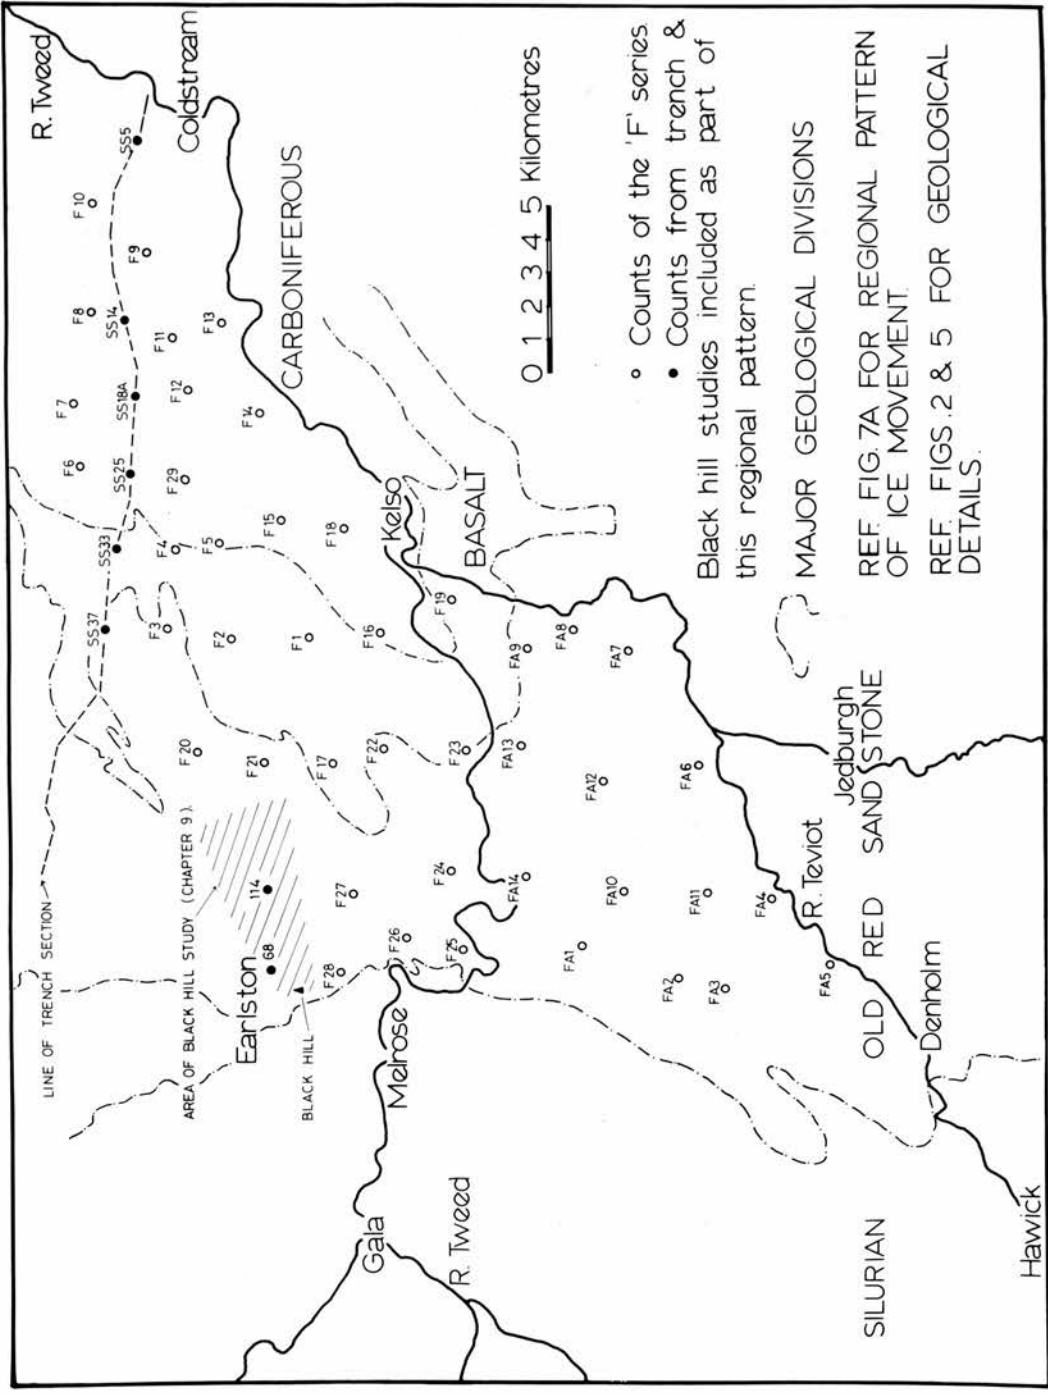 R. Tweed
Coldstream
LINE OF TRENCH SECTION
AREA OF BLACK HILL STUDY (CHAPTER 9).
Earlston
BLACK HILL
Melrose
Gala
R. Tweed
Kelso
CARBONIFEROUS
BASALT
SILURIAN
OLD RED SANDSTONE
Jedburgh
R. Teviot
Denholm
Hawick
SS5
SS14
SS18A
SS25
SS33
SS37
68
114
F10
F9
F8
F7
F6
F13
F11
F12
F14
F29
F4
F5
F15
F18
F3
F2
F1
F16
F19
F20
F21
F17
F22
F23
F24
F27
F26
F25
F28
FA9
FA8
FA7
FA13
FA12
FA6
FA14
FA10
FA11
FA4
FA1
FA2
FA3
FA5
0 1 2 3 4 5 Kilometres
Counts of the 'F' series.
Counts from trench &
Black hill studies included as part of
this regional pattern.
MAJOR GEOLOGICAL DIVISIONS
REF. FIG. 7A FOR REGIONAL PATTERN
OF ICE MOVEMENT.
REF. FIGS. 2 & 5 FOR GEOLOGICAL
DETAILS.